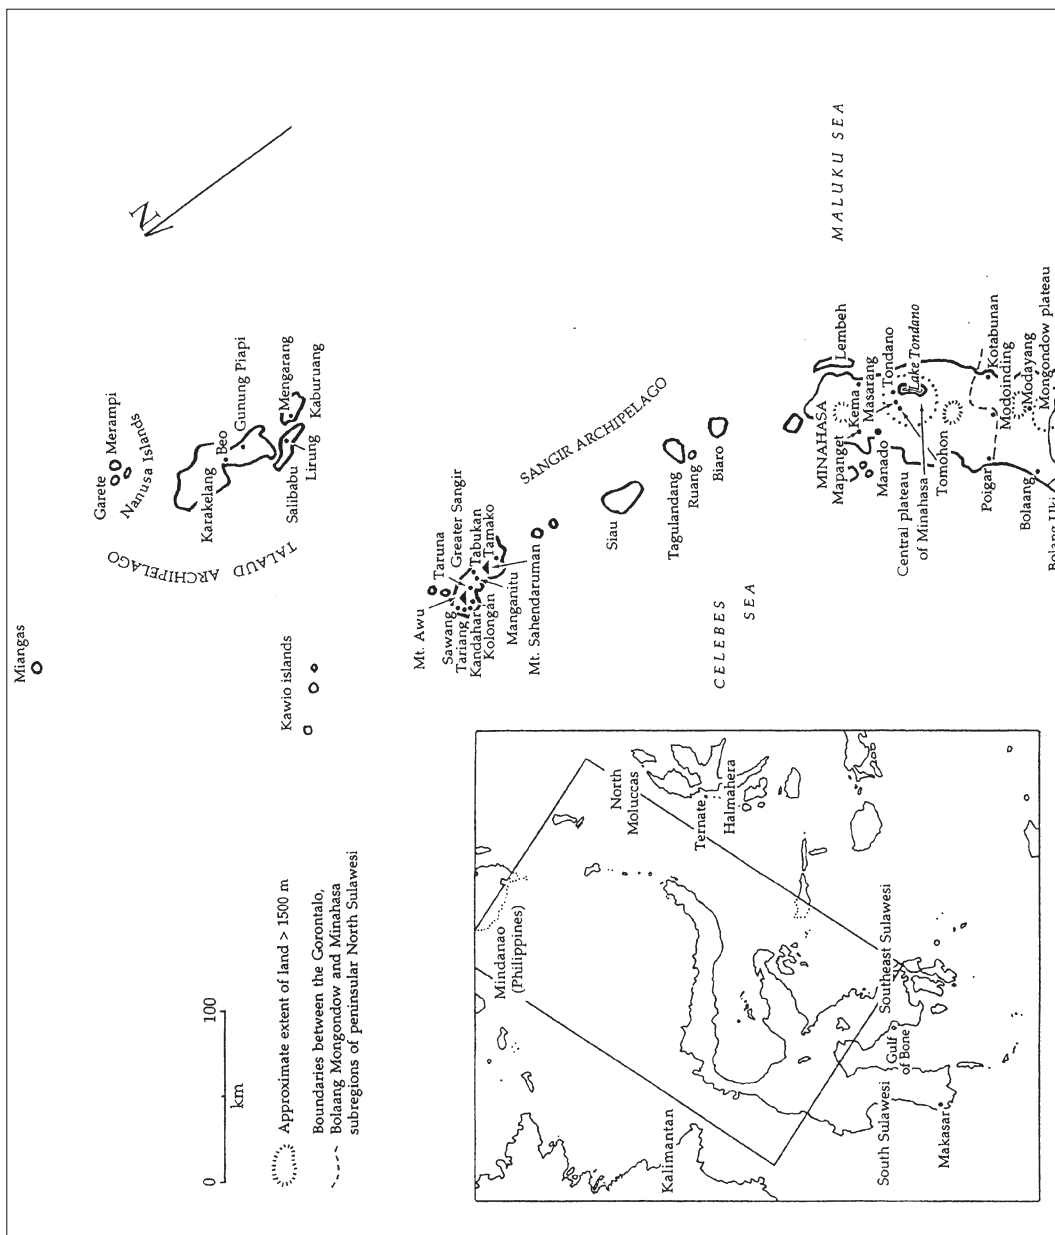 N
Miangas
Garete
Merampi
Nanusa Islands
TALAUD ARCHIPELAGO
Karakelang
Beo
Gunung Piapi
Salibabu
Lirung
Mengarang
Kaburuang
Kawio islands
Mt. Awu
Taruna
Greater Sangir
Sawang
Tabukan
Tariang
Tamako
Kandahar
Kolongan
Manganitu
Mt. Sahendaruman
SANGIR ARCHIPELAGO
Siau
Tagulandang
Ruang
Biaro
CELEBES
SEA
MALUKU SEA
MINAHASA
Lembeh
Mapanget
Kema
Masarang
Tondano
Manado
Lake Tondano
Central plateau
of Minahasa
Tomohon
Poigar
Kotabunan
Modoinding
Modayang
Mongondow plateau
Bolaang
Bolang Uki
0
100
km
Approximate extent of land > 1500 m
Boundaries between the Gorontalo,
Bolaang Mongondow and Minahasa
subregions of peninsular North Sulawesi
Mindanao
(Philippines)
North
Moluccas
Ternate
Halmahera
Kalimantan
Southeast Sulawesi
Gulf
of Bone
South Sulawesi
Makasar